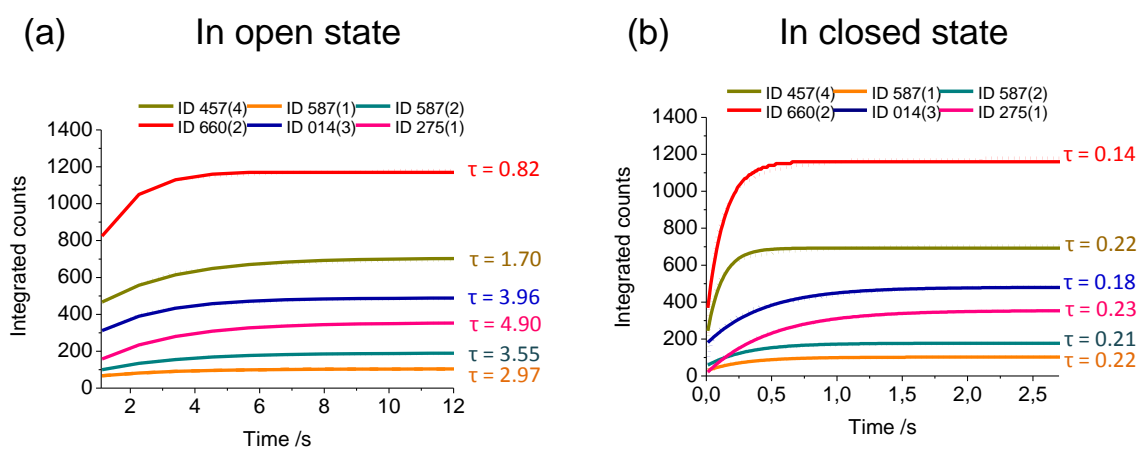 (a) In open state
ID 457(4) ID 587(1) ID 587(2)
ID 660(2) ID 014(3) ID 275(1)
Integrated counts
1400
1200
1000
800
600
400
200
0
τ = 0.82
τ = 1.70
τ = 3.96
τ = 4.90
τ = 3.55
τ = 2.97
2 4 6 8 10 12
Time /s
(b) In closed state
ID 457(4) ID 587(1) ID 587(2)
ID 660(2) ID 014(3) ID 275(1)
Integrated counts
1400
1200
1000
800
600
400
200
0
τ = 0.14
τ = 0.22
τ = 0.18
τ = 0.23
τ = 0.21
τ = 0.22
0,0 0,5 1,0 1,5 2,0 2,5
Time /s